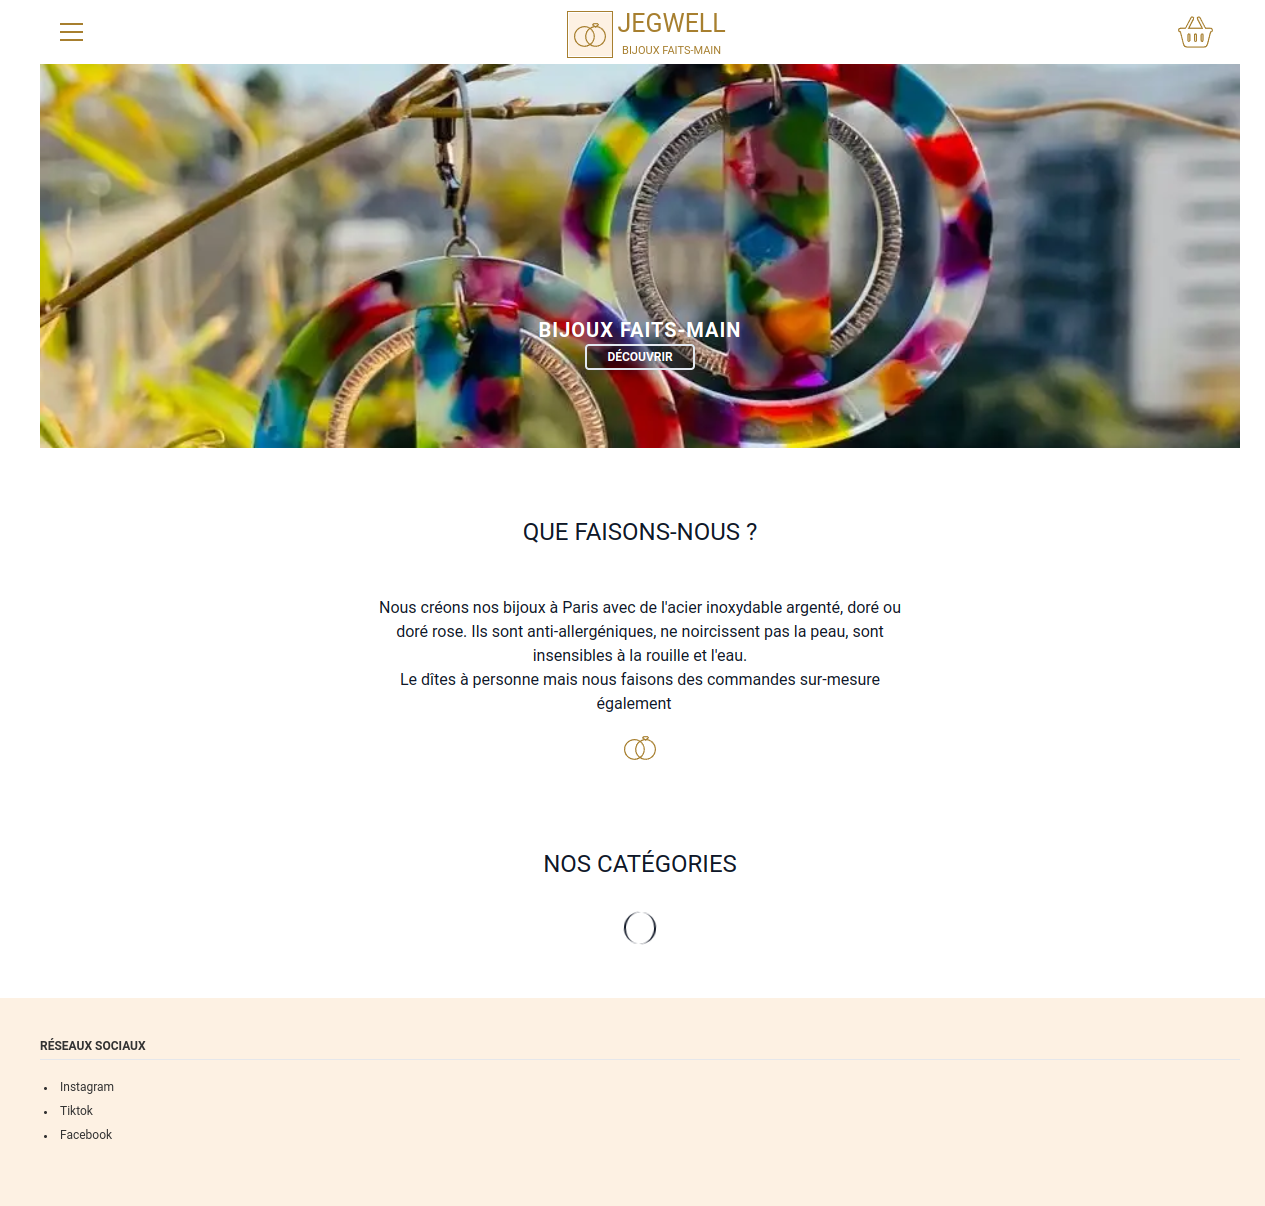 JEGWELL
BIJOUX FAITS-MAIN
BIJOUX FAITS-MAIN
DÉCOUVRIR
QUE FAISONS-NOUS ?
Nous créons nos bijoux à Paris avec de l'acier inoxydable argenté, doré ou
doré rose. Ils sont anti-allergéniques, ne noircissent pas la peau, sont
insensibles à la rouille et l'eau.
Le dîtes à personne mais nous faisons des commandes sur-mesure
également
NOS CATÉGORIES
RÉSEAUX SOCIAUX
Instagram
Tiktok
Facebook